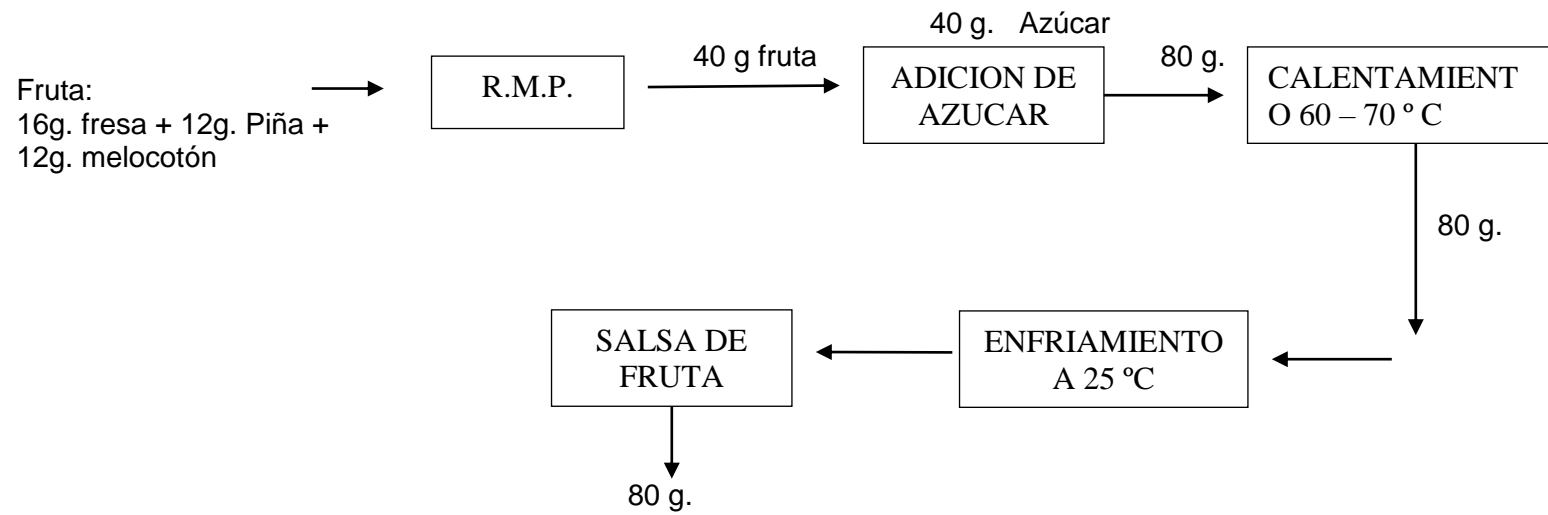 Fruta:
16g. fresa + 12g. Piña +
12g. melocotón
R.M.P.
40 g fruta
40 g. Azúcar
ADICION DE
AZUCAR
80 g.
CALENTAMIENT
O 60 – 70 º C
80 g.
ENFRIAMIENTO
A 25 ºC
SALSA DE
FRUTA
80 g.